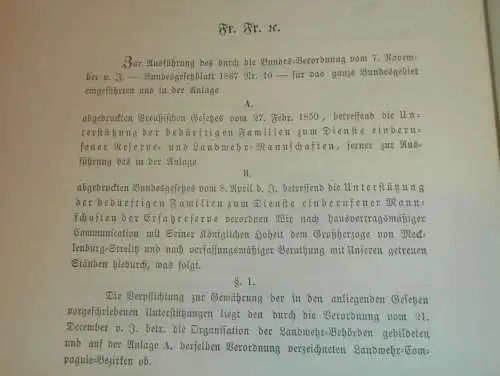 Fr. Fr. ꝛc.
Zur Ausführung des durch die Bundes-Verordnung vom 7. Novem-
ber v. J. — Bundesgesetzblatt 1867 Nr. 10 — für das ganze Bundesgebiet
eingeführten und in der Anlage
A.
abgedruckten Preußischen Gesetzes vom 27. Febr. 1850, betreffend die Un-
terstützung der bedürftigen Familien zum Dienste einberu-
fener Reserve- und Landwehr-Mannschaften, ferner zur Aus-
führung des in der Anlage
B.
abgedruckten Bundesgesetzes vom 8. April d. J. betreffend die Unterstützung
der bedürftigen Familien zum Dienste einberufener Mann-
schaften der Ersatzreserve verordnen Wir nach hausvertragsmäßiger
Communication mit Seiner Königlichen Hoheit dem Großherzoge von Meck-
lenburg-Strelitz und nach verfassungsmäßiger Berathung mit Unseren getreuen
Ständen hiedurch, was folgt.
§. 1.
Die Verpflichtung zur Gewährung der in den anliegenden Gesetzen
vorgeschriebenen Unterstützungen liegt den durch die Verordnung vom 21.
December v. J. betr. die Organisation der Landwehr-Behörden gebildeten
und auf der Anlage A. derselben Verordnung verzeichneten Landwehr-Com-
pagnie-Bezirken ob.